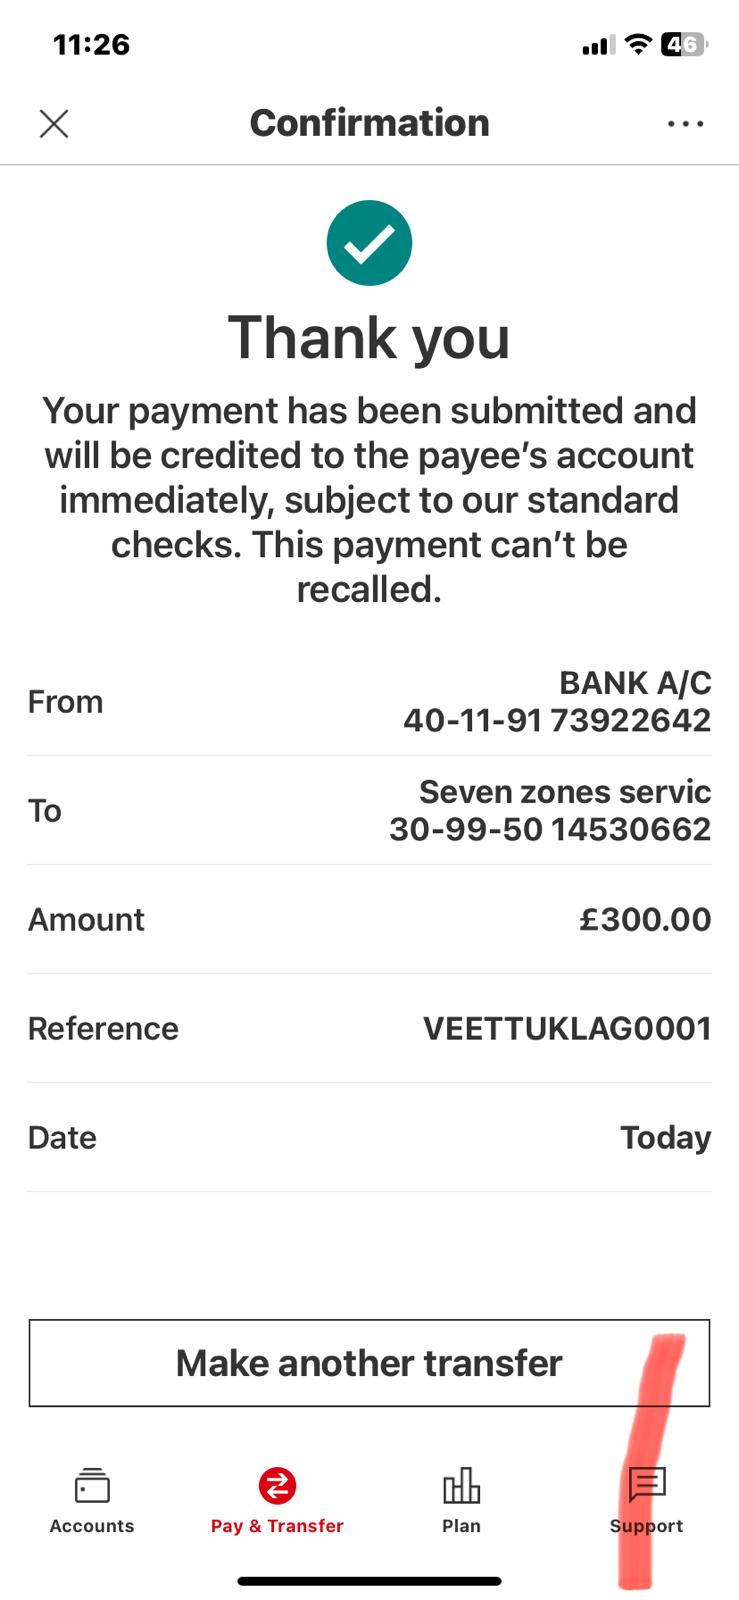 11:26
46
Confirmation
Thank you
Your payment has been submitted and
will be credited to the payee's account
immediately, subject to our standard
checks. This payment can't be
recalled.
From
BANK A/C
40-11-91 73922642
To
Seven zones servic
30-99-50 14530662
Amount
£300.00
Reference
VEETTUKLAG0001
Date
Today
Make another transfer
Accounts
Pay & Transfer
Plan
Support